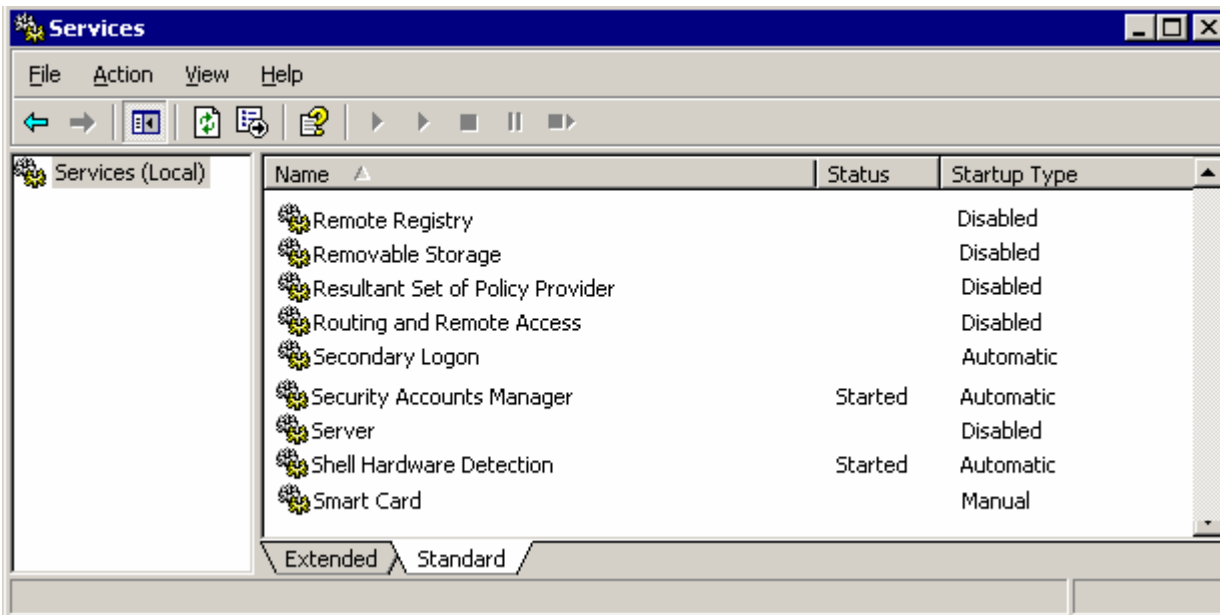 Services
File Action View Help
Services (Local)
Name Status Startup Type
Remote Registry Disabled
Removable Storage Disabled
Resultant Set of Policy Provider Disabled
Routing and Remote Access Disabled
Secondary Logon Automatic
Security Accounts Manager Started Automatic
Server Disabled
Shell Hardware Detection Started Automatic
Smart Card Manual
Extended Standard